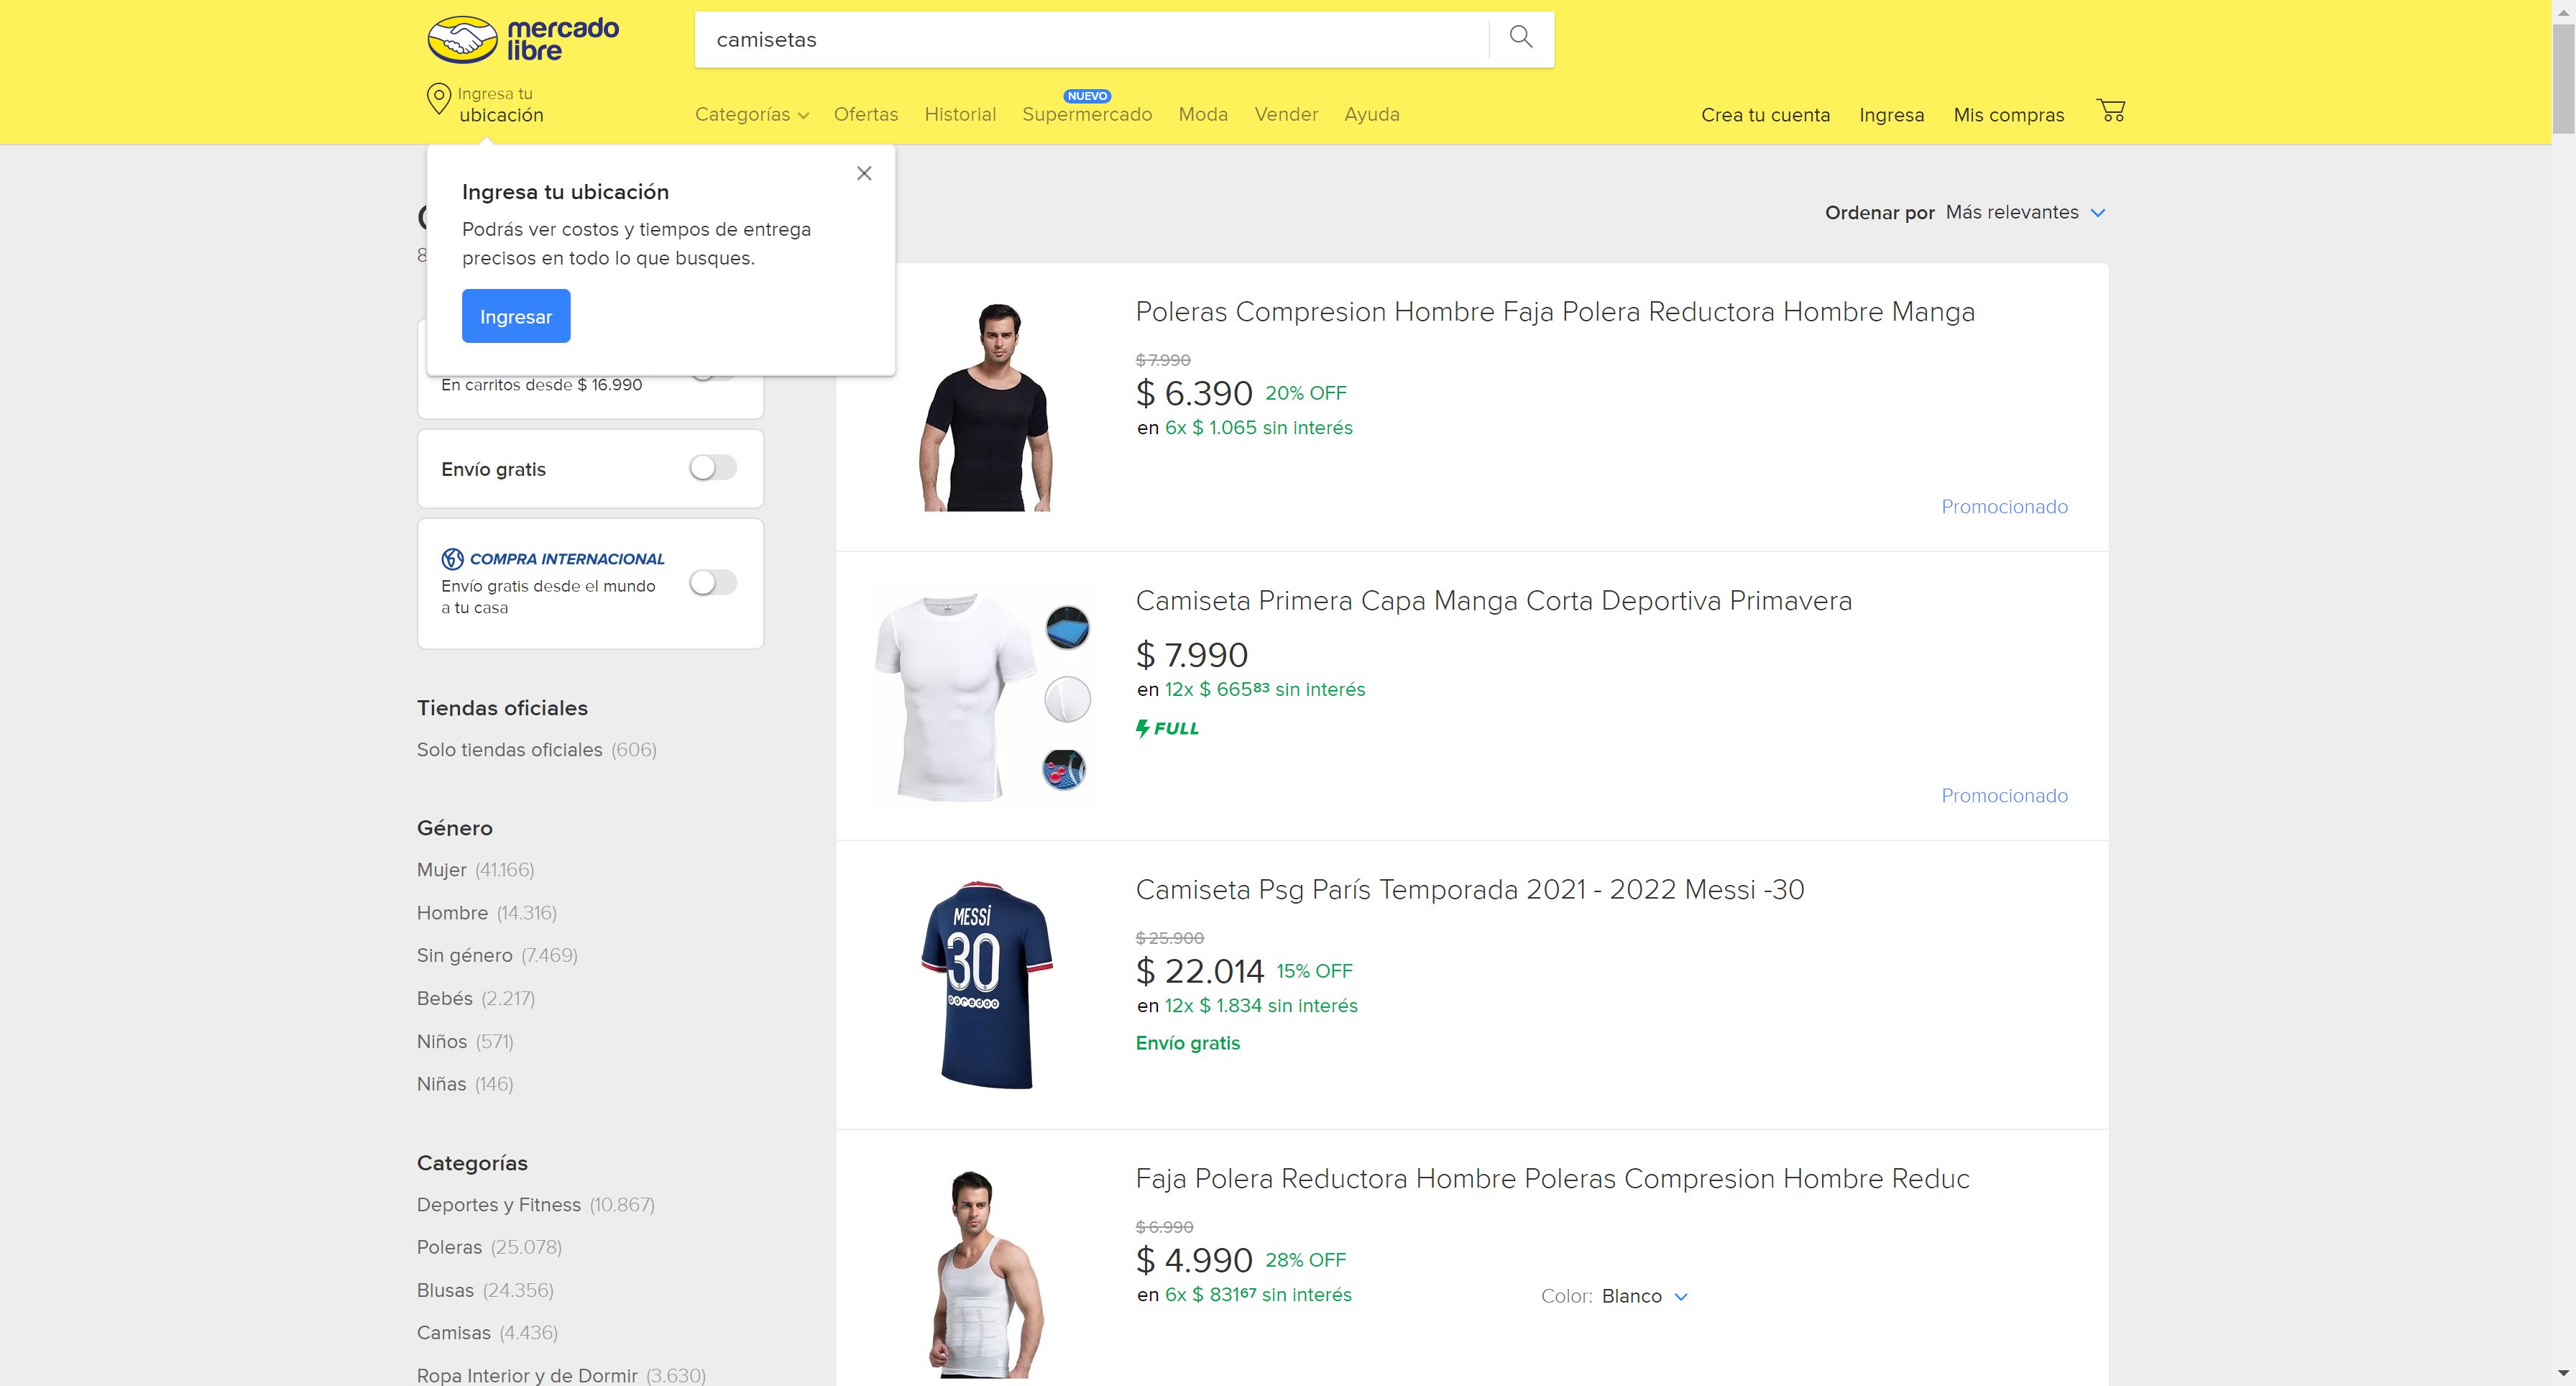 mercado
libre
camisetas
Ingresa tu
ubicación
Categorías
Ofertas
Historial
NUEVO
Supermercado
Moda
Vender
Ayuda
Crea tu cuenta
Ingresa
Mis compras
Ingresa tu ubicación
Podrás ver costos y tiempos de entrega
precisos en todo lo que busques.
Ingresar
Ordenar por Más relevantes
En carritos desde $ 16.990
Envío gratis
COMPRA INTERNACIONAL
Envío gratis desde el mundo
a tu casa
Tiendas oficiales
Solo tiendas oficiales (606)
Género
Mujer (41.166)
Hombre (14.316)
Sin género (7.469)
Bebés (2.217)
Niños (571)
Niñas (146)
Categorías
Deportes y Fitness (10.867)
Poleras (25.078)
Blusas (24.356)
Camisas (4.436)
Ropa Interior y de Dormir (3.630)
Poleras Compresion Hombre Faja Polera Reductora Hombre Manga
$ 7.990
$ 6.390 20% OFF
en 6x $ 1.065 sin interés
Promocionado
Camiseta Primera Capa Manga Corta Deportiva Primavera
$ 7.990
en 12x $ 665 83 sin interés
FULL
Promocionado
MESSI
30
ooredoo
Camiseta Psg París Temporada 2021 - 2022 Messi -30
$ 25.900
$ 22.014 15% OFF
en 12x $ 1.834 sin interés
Envío gratis
Faja Polera Reductora Hombre Poleras Compresion Hombre Reduc
$ 6.990
$ 4.990 28% OFF
en 6x $ 831 67 sin interés
Color: Blanco